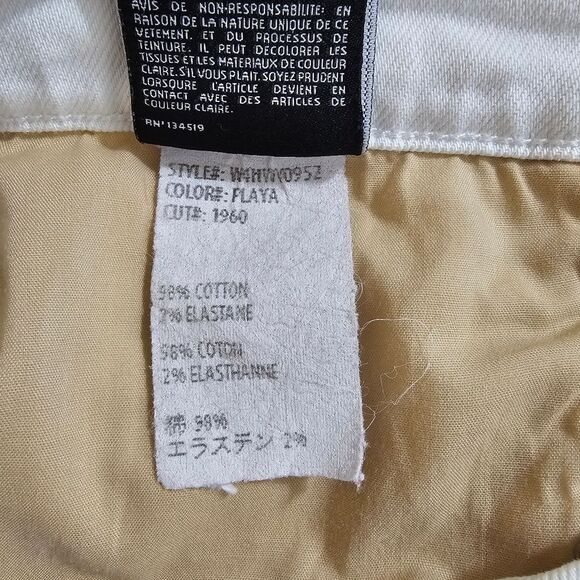 AVIS DE NON-RESPONSABILITE: EN
RAISON DE LA NATURE UNIQUE DE CE
VETEMENT. ET DU PROCESSUS DE
TEINTURE. IL PEUT DECOLORER LES
TISSUES ET LES MATERIAUX DE COULEUR
CLAIRE. S'IL VOUS PLAIT. SOYEZ PRUDENT
LORSQURE L'ARTICLE DEVIENT EN
CONTACT AVEC DES ARTICLES DE
COULEUR CLAIRE.
RN# 134519
STYLE#: W4HWK0952
COLOR#: PLAYA
CUT#: 1960
98% COTTON
2% ELASTANE
98% COTON
2% ELASTHANNE
綿 98%
エラステン 2%